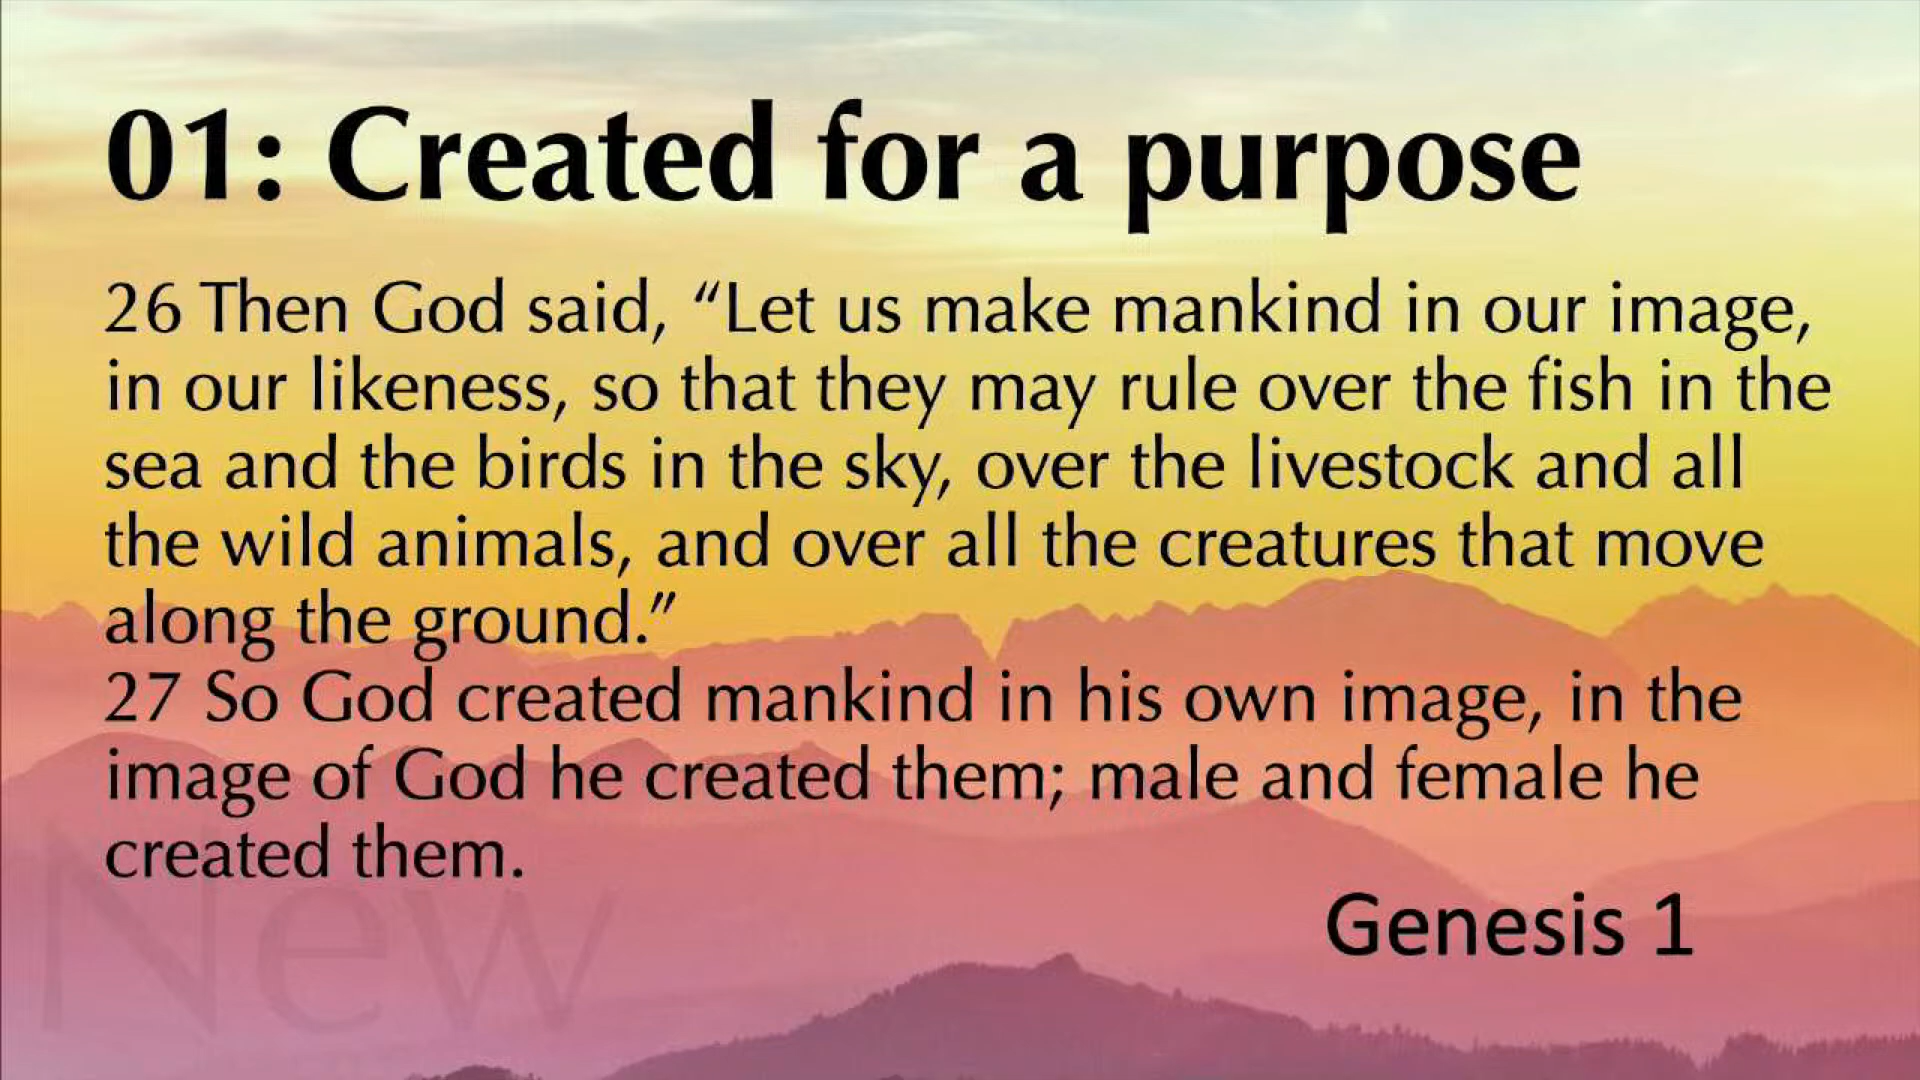 01: Created for a purpose
26 Then God said, “Let us make mankind in our image,
in our likeness, so that they may rule over the fish in the
sea and the birds in the sky, over the livestock and all
the wild animals, and over all the creatures that move
along the ground.”
27 So God created mankind in his own image, in the
image of God he created them; male and female he
created them.
Genesis 1
New